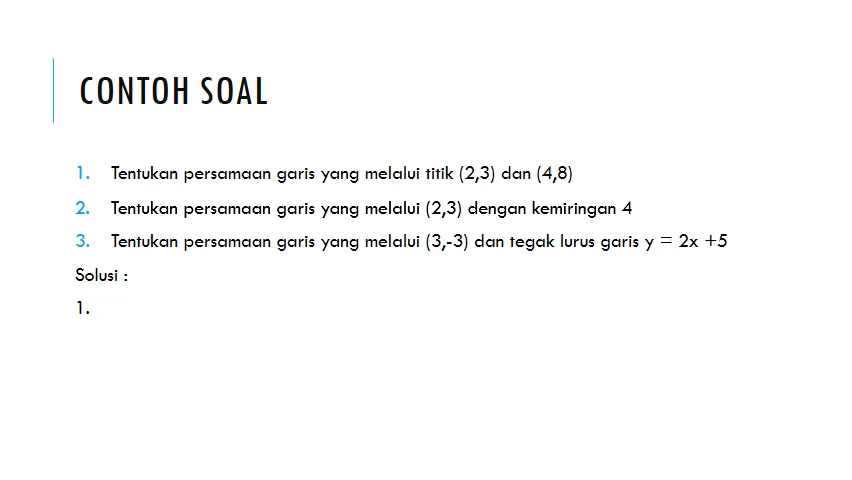 CONTOH SOAL
1. Tentukan persamaan garis yang melalui titik (2,3) dan (4,8)
2. Tentukan persamaan garis yang melalui (2,3) dengan kemiringan 4
3. Tentukan persamaan garis yang melalui (3,-3) dan tegak lurus garis y = 2x +5
Solusi :
1.